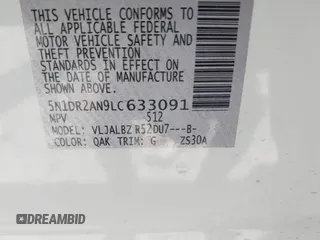 THIS VEHICLE CONFORMS TO
ALL APPLICABLE FEDERAL
MOTOR VEHICLE SAFETY AND
THEFT PREVENTION
STANDARDS IN EFFECT ON
THE DATE OF MANUFACTURE
SHOWN ABOVE.
5N1DR2AN9LC633091
MPV S12
MODEL: VLJALBZ R52DU7---B-
COLOR: QAK TRIM: G ZS30A
AUTOBIDMASTER